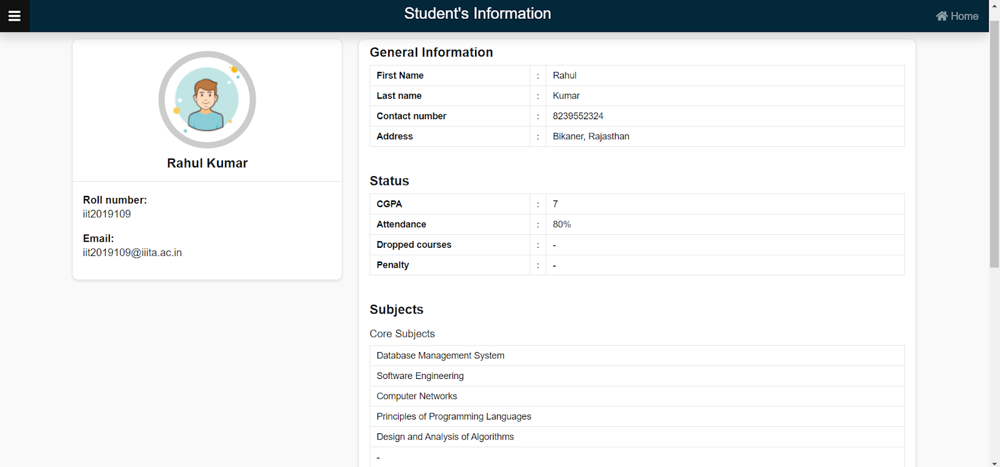 Student's Information
Home
Rahul Kumar
Roll number:
iit2019109
Email:
iit2019109@iiita.ac.in
General Information
First Name : Rahul
Last name : Kumar
Contact number : 8239552324
Address : Bikaner, Rajasthan
Status
CGPA : 7
Attendance : 80%
Dropped courses : -
Penalty : -
Subjects
Core Subjects
Database Management System
Software Engineering
Computer Networks
Principles of Programming Languages
Design and Analysis of Algorithms
-